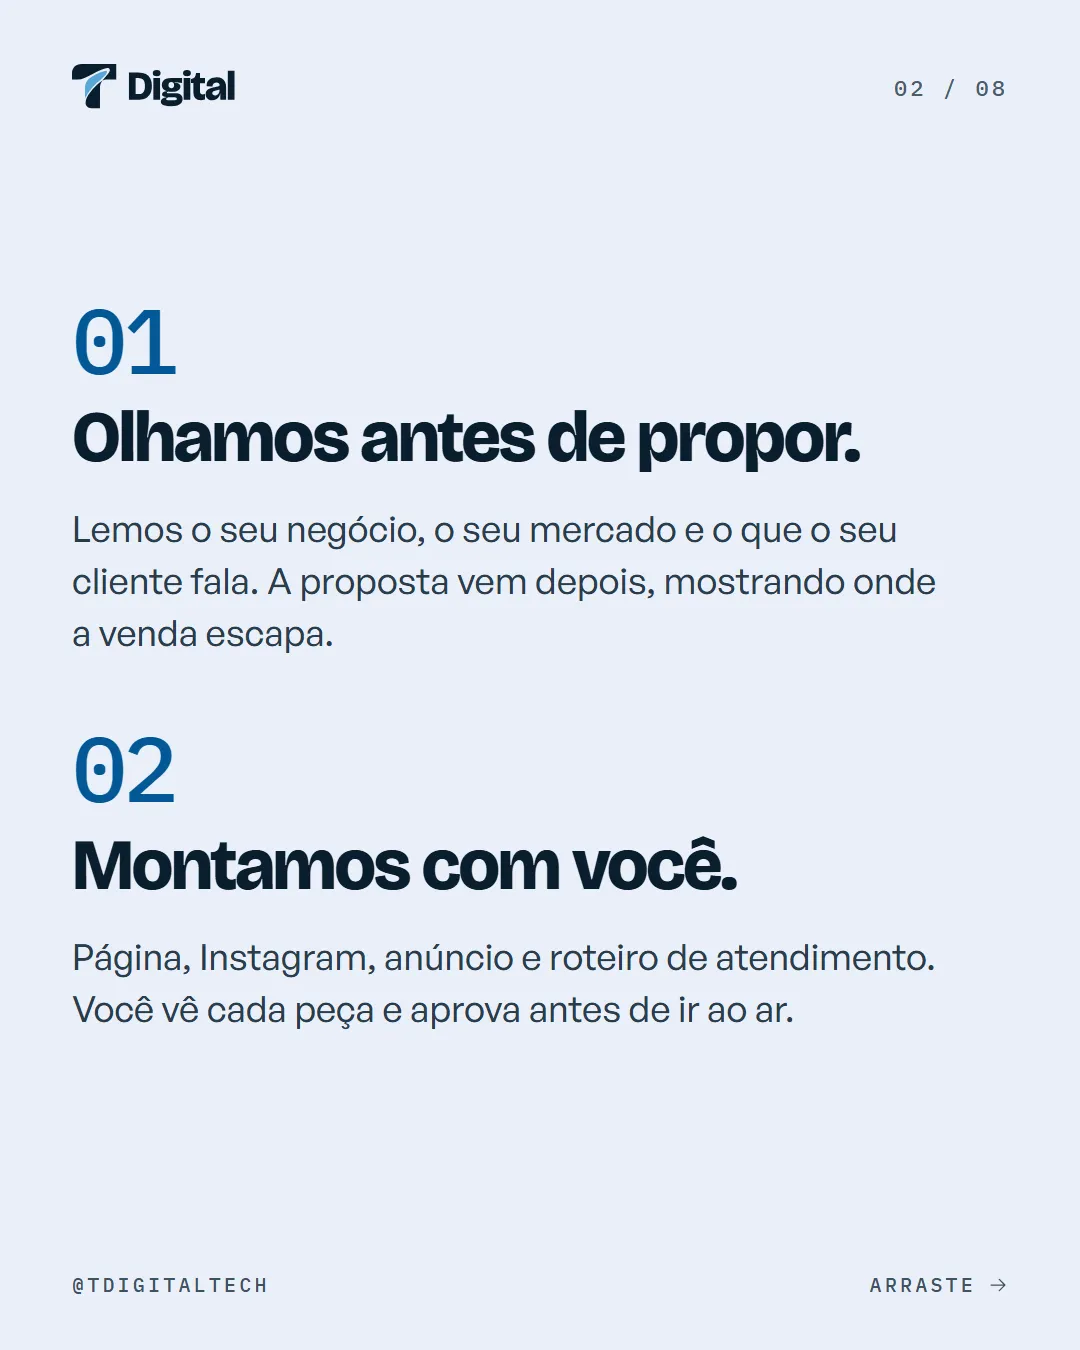 T Digital
02 / 08
01
Olhamos antes de propor.
Lemos o seu negócio, o seu mercado e o que o seu
cliente fala. A proposta vem depois, mostrando onde
a venda escapa.
02
Montamos com você.
Página, Instagram, anúncio e roteiro de atendimento.
Você vê cada peça e aprova antes de ir ao ar.
@TDIGITALTECH
ARRASTE →